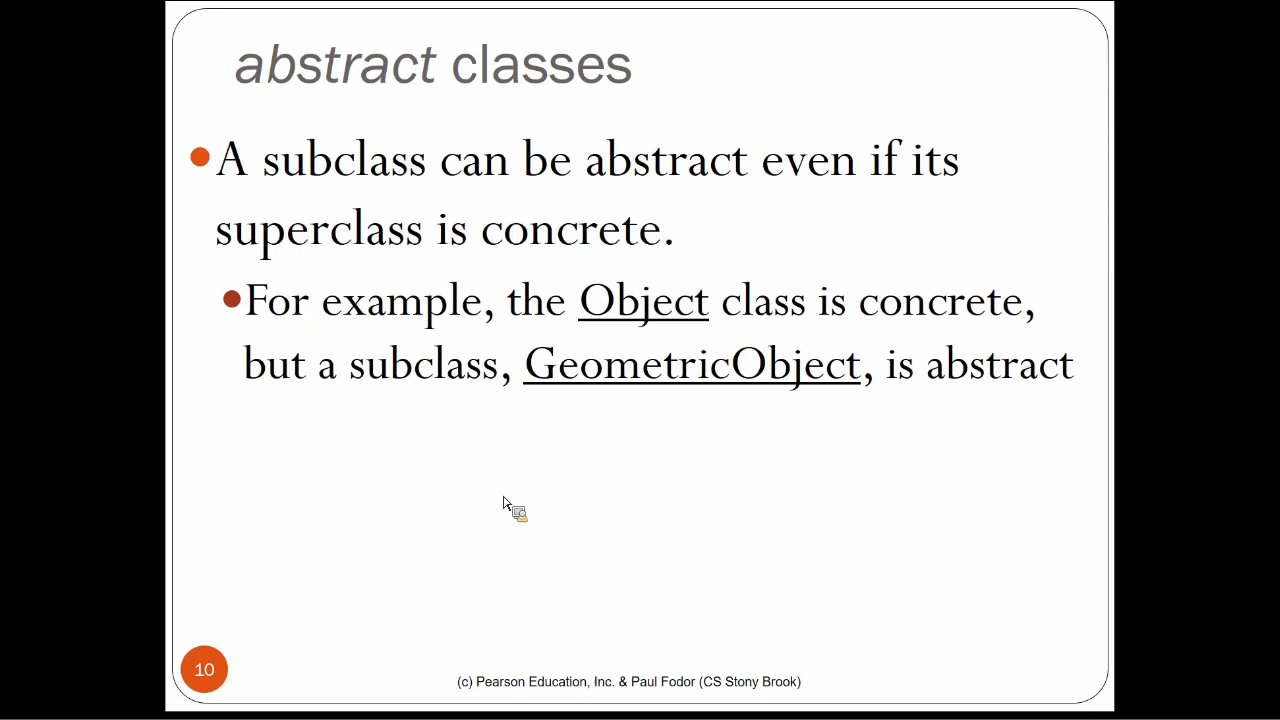 abstract classes
A subclass can be abstract even if its
superclass is concrete.
For example, the Object class is concrete,
but a subclass, GeometricObject, is abstract
10
(c) Pearson Education, Inc. & Paul Fodor (CS Stony Brook)